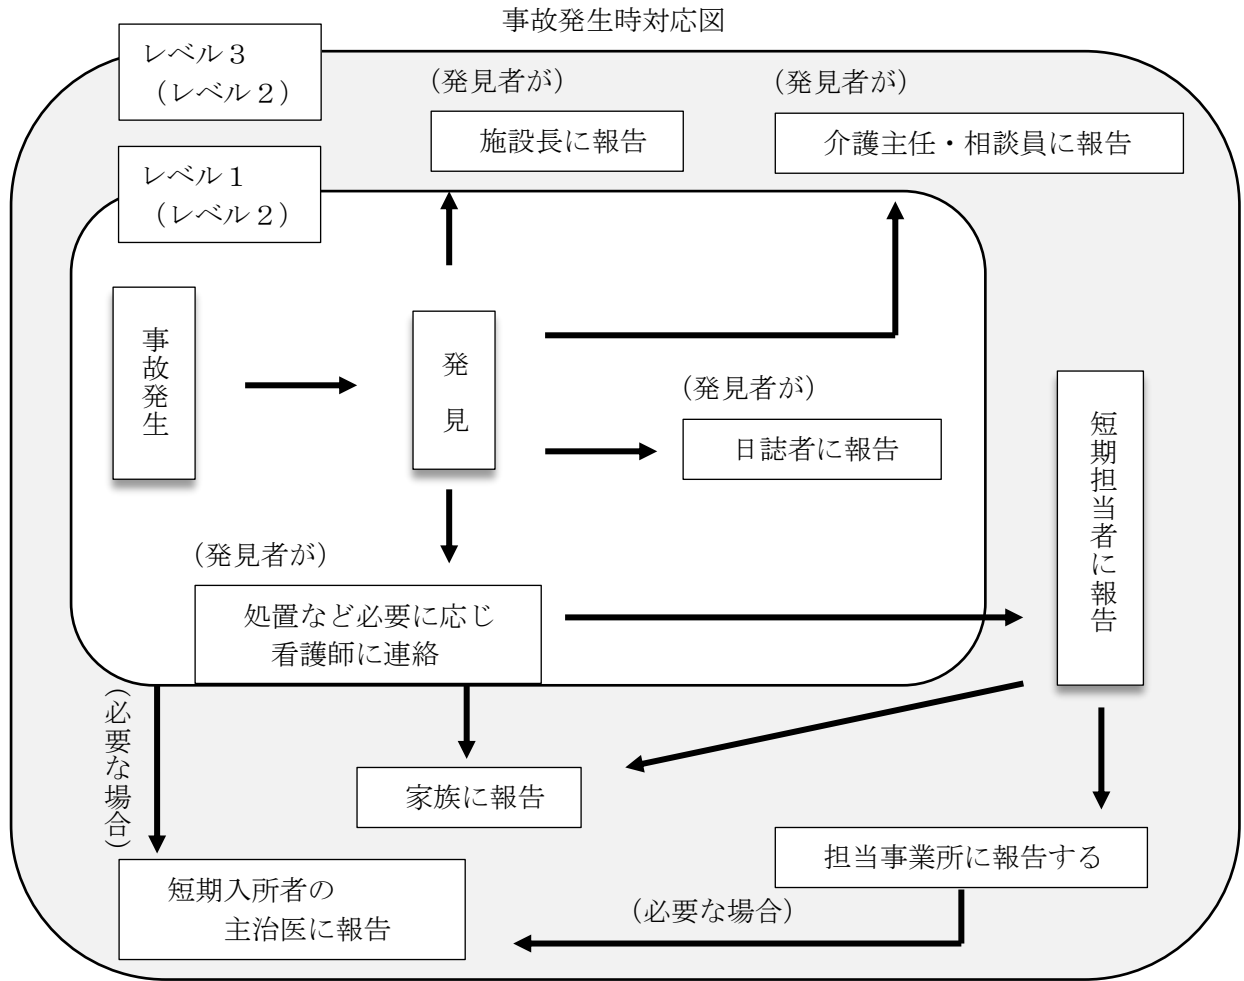 事故発生時対応図
レベル３
（レベル２）
(発見者が)
施設長に報告
(発見者が)
介護主任・相談員に報告
レベル１
（レベル２）
事故発生
発見
(発見者が)
日誌者に報告
短期担当者に報告
(発見者が)
処置など必要に応じ
看護師に連絡
(必要な場合)
家族に報告
担当事業所に報告する
短期入所者の
主治医に報告
(必要な場合)